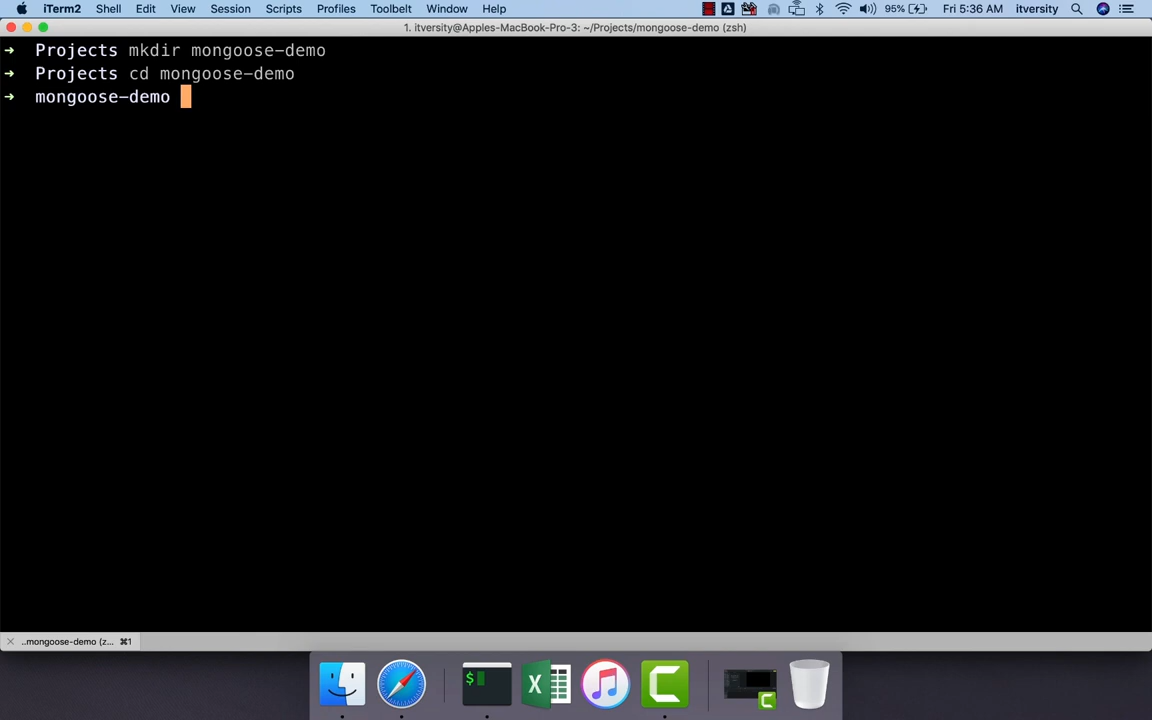 iTerm2 Shell Edit View Session Scripts Profiles Toolbelt Window Help 95% Fri 5:36 AM itversity
1. itversity@Apples-MacBook-Pro-3: ~/Projects/mongoose-demo (zsh)
➜ Projects mkdir mongoose-demo
➜ Projects cd mongoose-demo
➜ mongoose-demo
..mongoose-demo (z... ⌘1
$